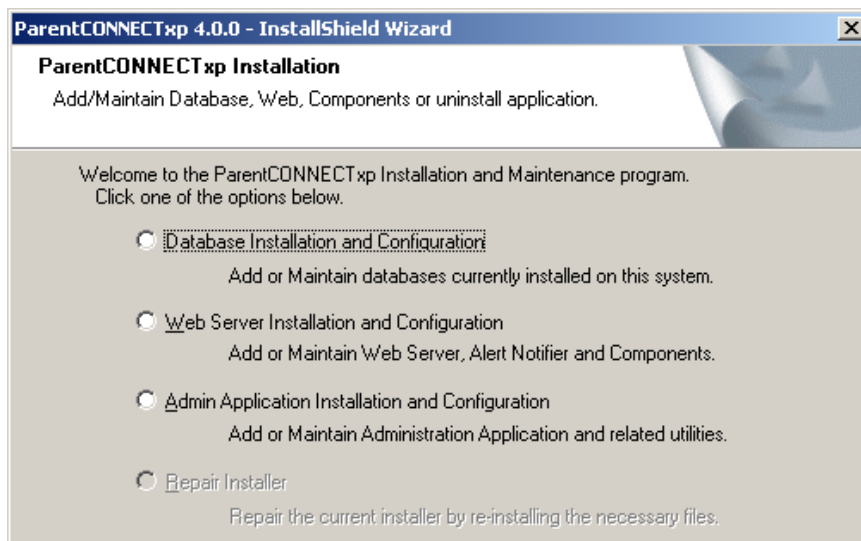 ParentCONNECTxp 4.0.0 - InstallShield Wizard
ParentCONNECTxp Installation
Add/Maintain Database, Web, Components or uninstall application.
Welcome to the ParentCONNECTxp Installation and Maintenance program.
Click one of the options below.
Database Installation and Configuration
Add or Maintain databases currently installed on this system.
Web Server Installation and Configuration
Add or Maintain Web Server, Alert Notifier and Components.
Admin Application Installation and Configuration
Add or Maintain Administration Application and related utilities.
Repair Installer
Repair the current installer by re-installing the necessary files.